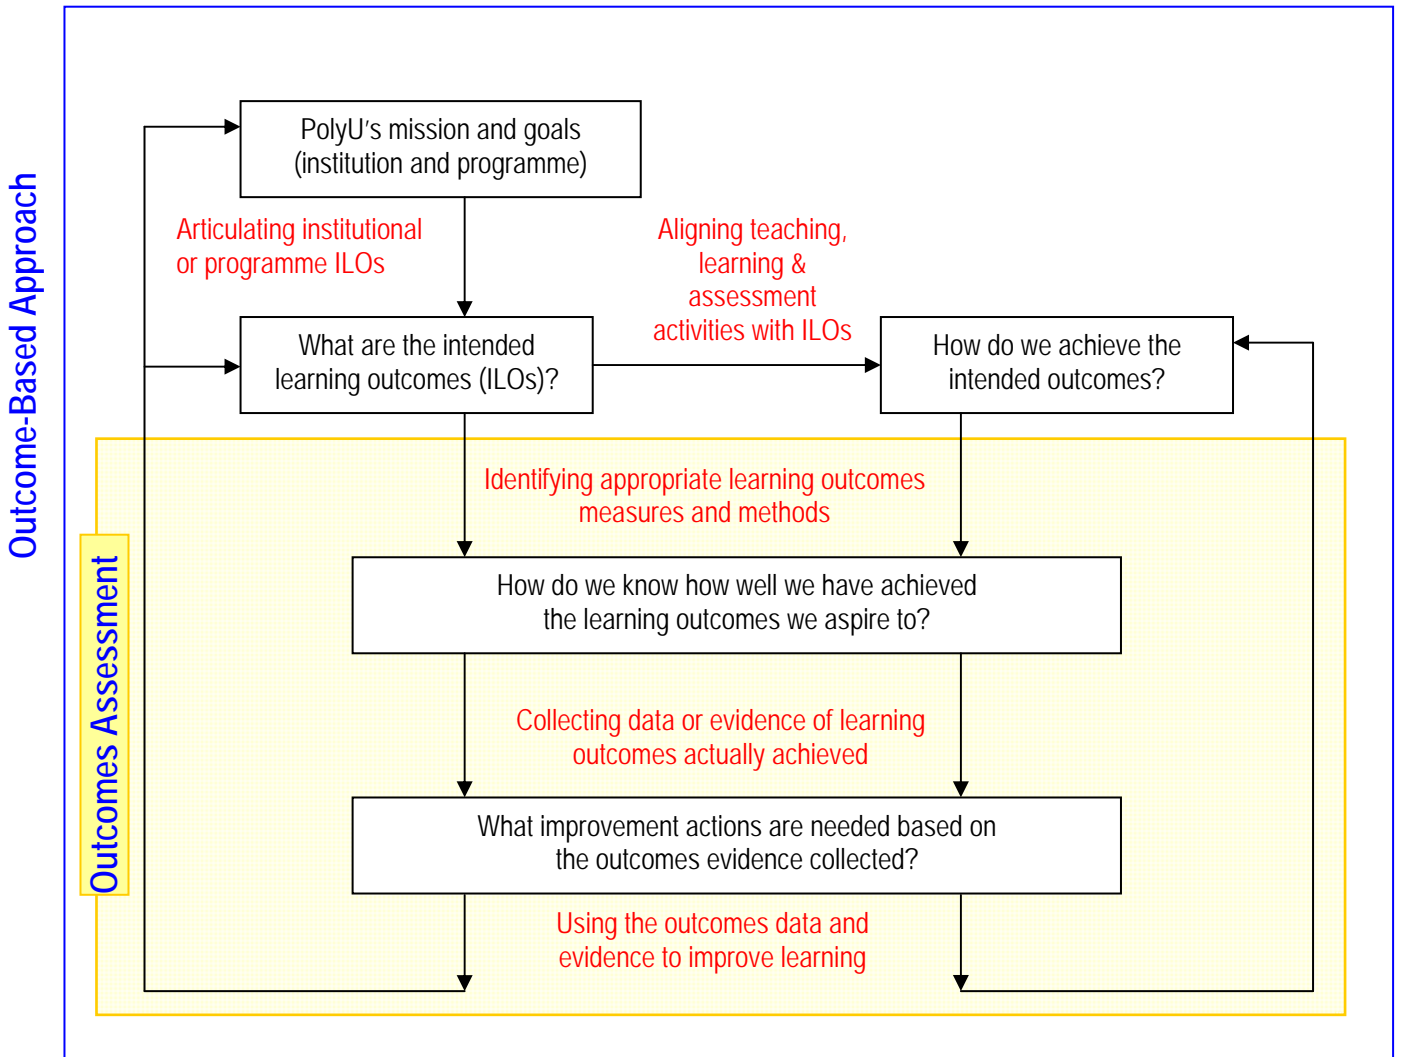 Outcome-Based Approach
PolyU's mission and goals
(institution and programme)
Articulating institutional
or programme ILOs
Aligning teaching,
learning &
assessment
activities with ILOs
What are the intended
learning outcomes (ILOs)?
How do we achieve the
intended outcomes?
Outcomes Assessment
Identifying appropriate learning outcomes
measures and methods
How do we know how well we have achieved
the learning outcomes we aspire to?
Collecting data or evidence of learning
outcomes actually achieved
What improvement actions are needed based on
the outcomes evidence collected?
Using the outcomes data and
evidence to improve learning